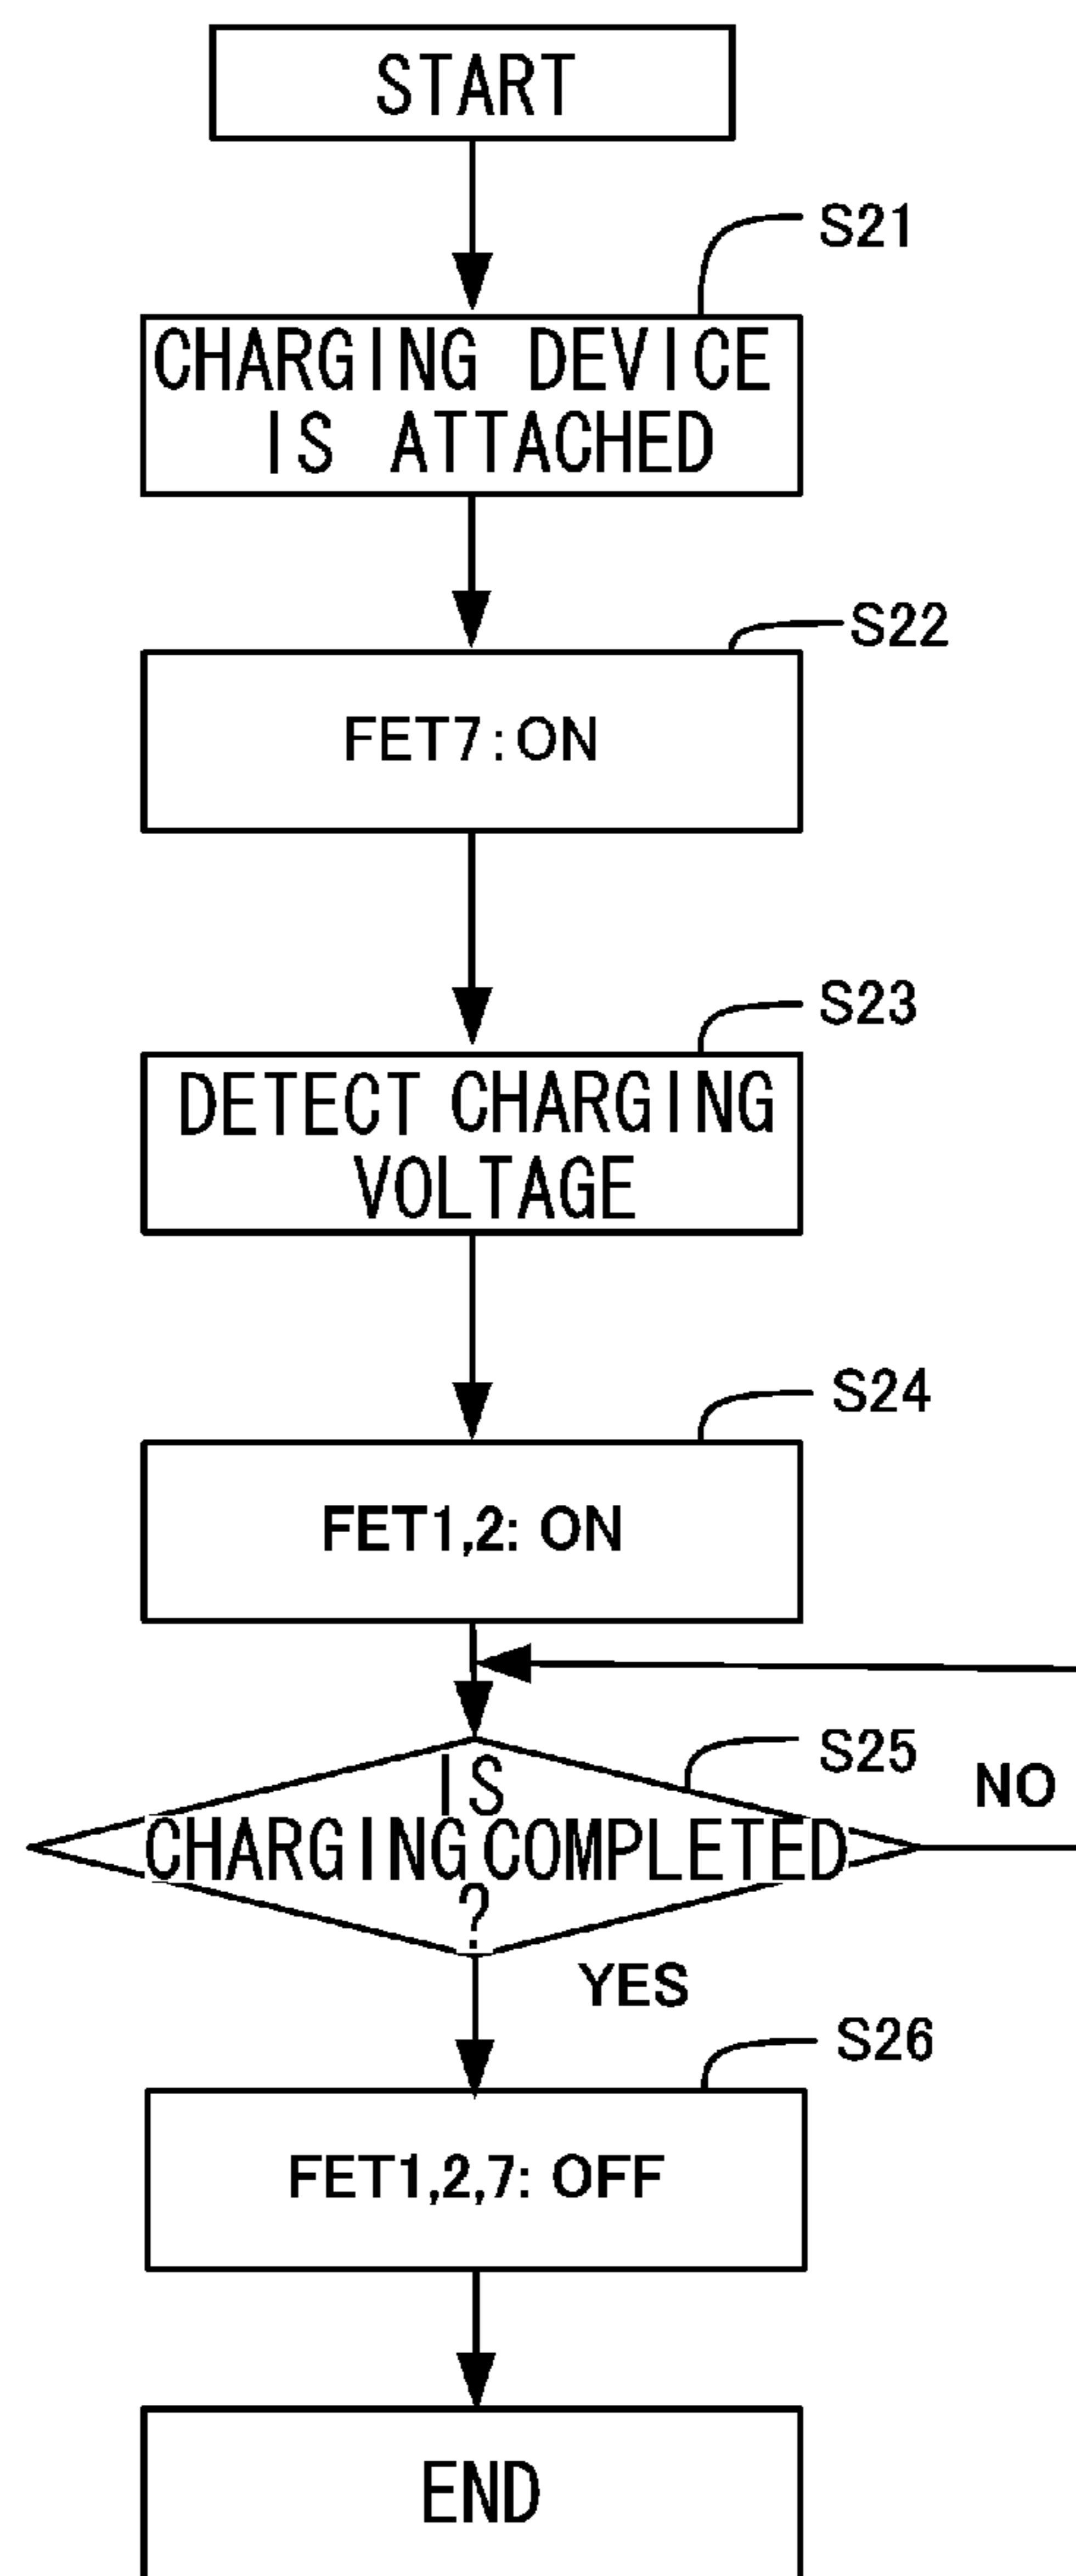 START
S21
CHARGING DEVICE
IS ATTACHED
S22
FET7:ON
S23
DETECT CHARGING
VOLTAGE
S24
FET1,2: ON
S25
NO
IS
CHARGING COMPLETED
?
YES
S26
FET1,2,7: OFF
END